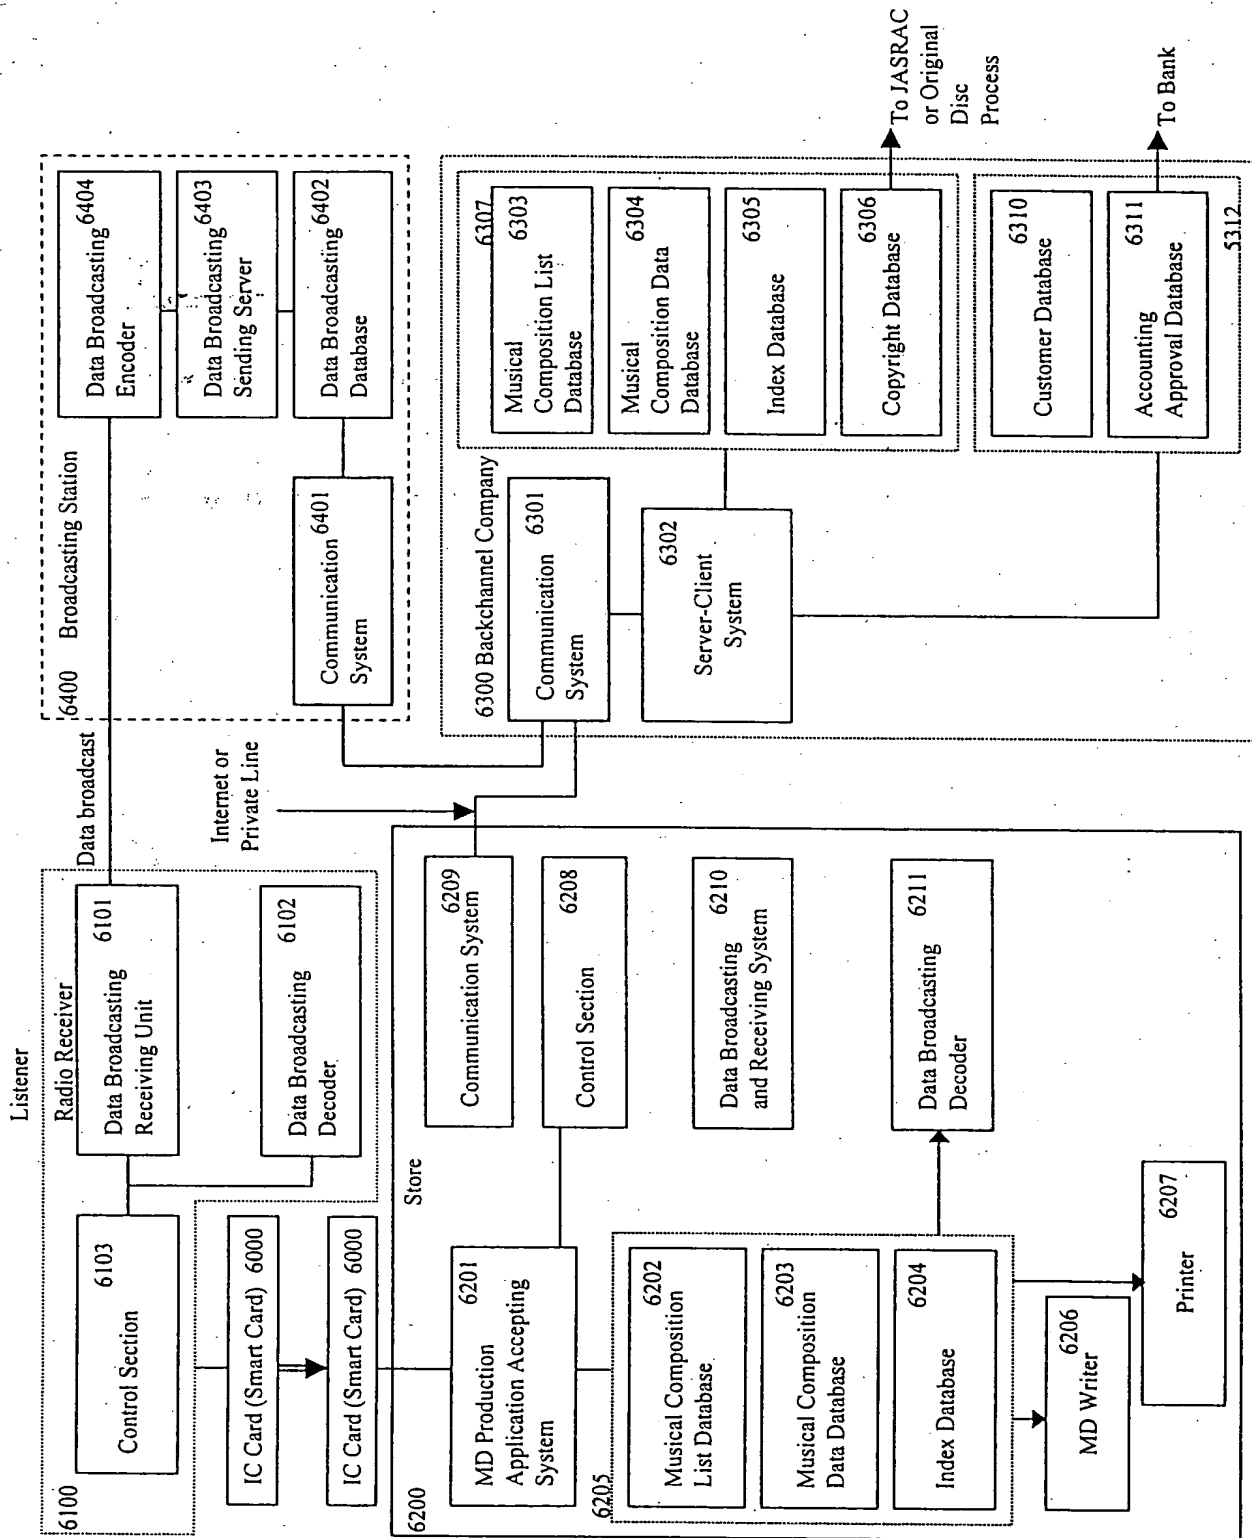 Listener
6100
Radio Receiver
6103
Control Section
6101
Data Broadcasting
Receiving Unit
6102
Data Broadcasting
Decoder
Data broadcast
6400 Broadcasting Station
Data Broadcasting 6404
Encoder
Data Broadcasting 6403
Sending Server
Data Broadcasting 6402
Database
Communication 6401
System
IC Card (Smart Card) 6000
IC Card (Smart Card) 6000
Internet or
Private Line
6200
Store
6201
MD Production
Application Accepting
System
6209
Communication System
6208
Control Section
6205
6202
Musical Composition
List Database
6203
Musical Composition
Data Database
6204
Index Database
6210
Data Broadcasting
and Receiving System
6211
Data Broadcasting
Decoder
6206
MD Writer
6207
Printer
6300 Backchannel Company
6301
Communication
System
6302
Server-Client
System
6307
6303
Musical
Composition List
Database
6304
Musical
Composition Data
Database
6305
Index Database
6306
Copyright Database
To JASRAC
or Original
Disc
Process
6310
Customer Database
6311
Accounting
Approval Database
5312
To Bank